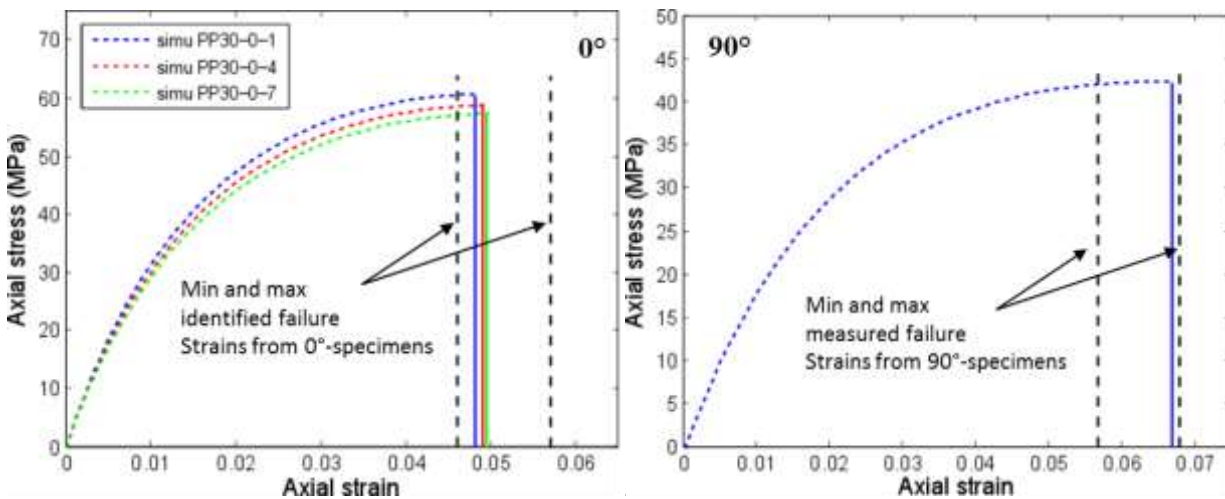 simu PP30-0-1
simu PP30-0-4
simu PP30-0-7
0°
70
60
50
40
30
20
10
0
Axial stress (MPa)
Min and max
identified failure
Strains from 0°-specimens
0
0.01
0.02
0.03
0.04
0.05
0.06
Axial strain
90°
50
45
40
35
30
25
20
15
10
5
0
Axial stress (MPa)
Min and max
measured failure
Strains from 90°-specimens
0
0.01
0.02
0.03
0.04
0.05
0.06
0.07
Axial strain